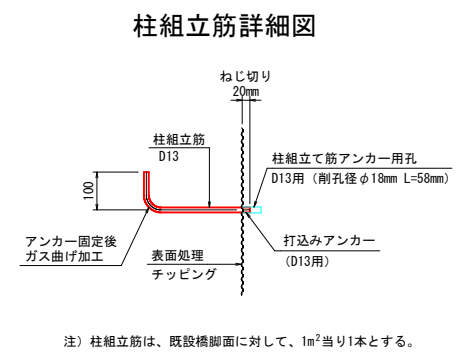 柱組立筋詳細図
ねじ切り
20mm
柱組立筋
D13
柱組立て筋アンカー用孔
D13用（削孔径φ18mm L=58mm）
100
アンカー固定後
ガス曲げ加工
表面処理
チッピング
打込みアンカー
（D13用）
注）柱組立筋は、既設橋脚面に対して、1m²当り1本とする。